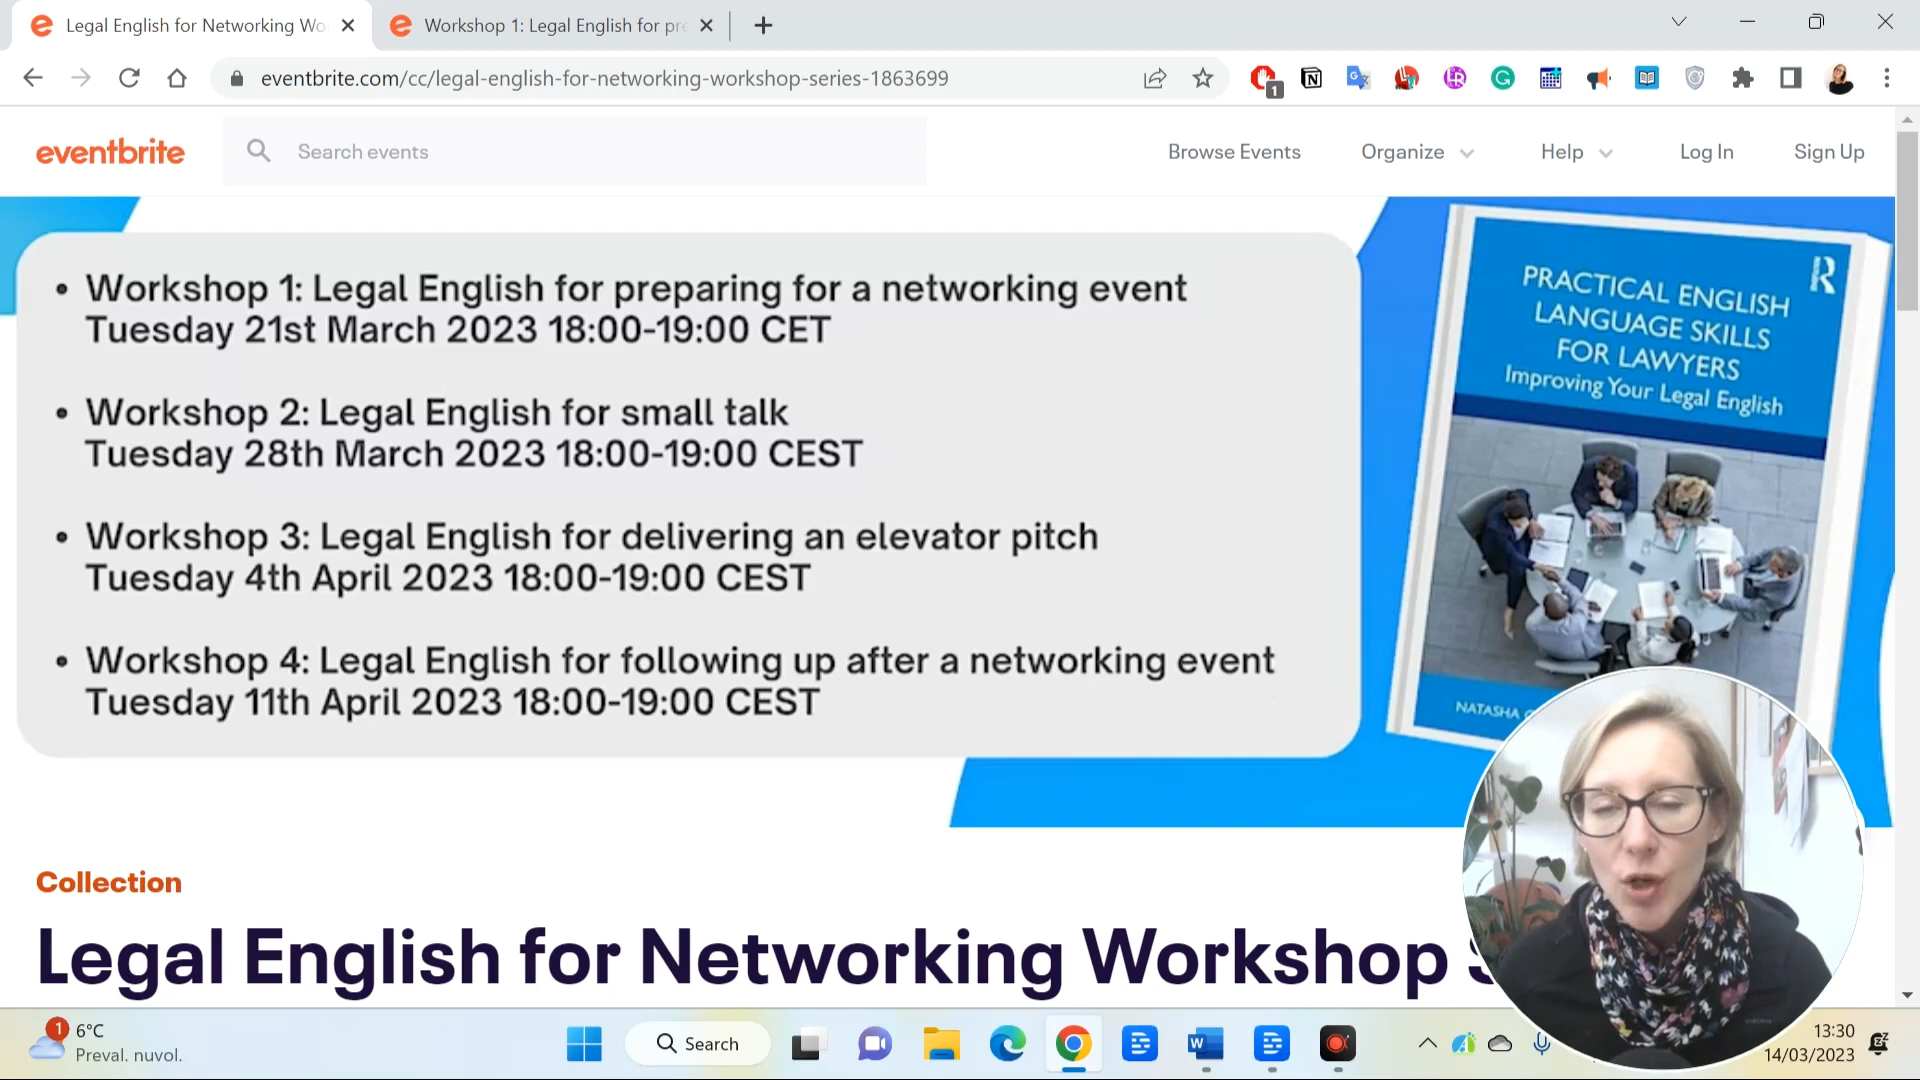 Legal English for Networking Wo
Workshop 1: Legal English for pre
eventbrite.com/cc/legal-english-for-networking-workshop-series-1863699
1
eventbrite
Search events
Browse Events
Organize
Help
Log In
Sign Up
• Workshop 1: Legal English for preparing for a networking event
Tuesday 21st March 2023 18:00-19:00 CET
• Workshop 2: Legal English for small talk
Tuesday 28th March 2023 18:00-19:00 CEST
• Workshop 3: Legal English for delivering an elevator pitch
Tuesday 4th April 2023 18:00-19:00 CEST
• Workshop 4: Legal English for following up after a networking event
Tuesday 11th April 2023 18:00-19:00 CEST
PRACTICAL ENGLISH
LANGUAGE SKILLS
FOR LAWYERS
Improving Your Legal English
NATASHA
Collection
Legal English for Networking Workshop
1
6°C
Preval. nuvol.
Search
13:30
14/03/2023